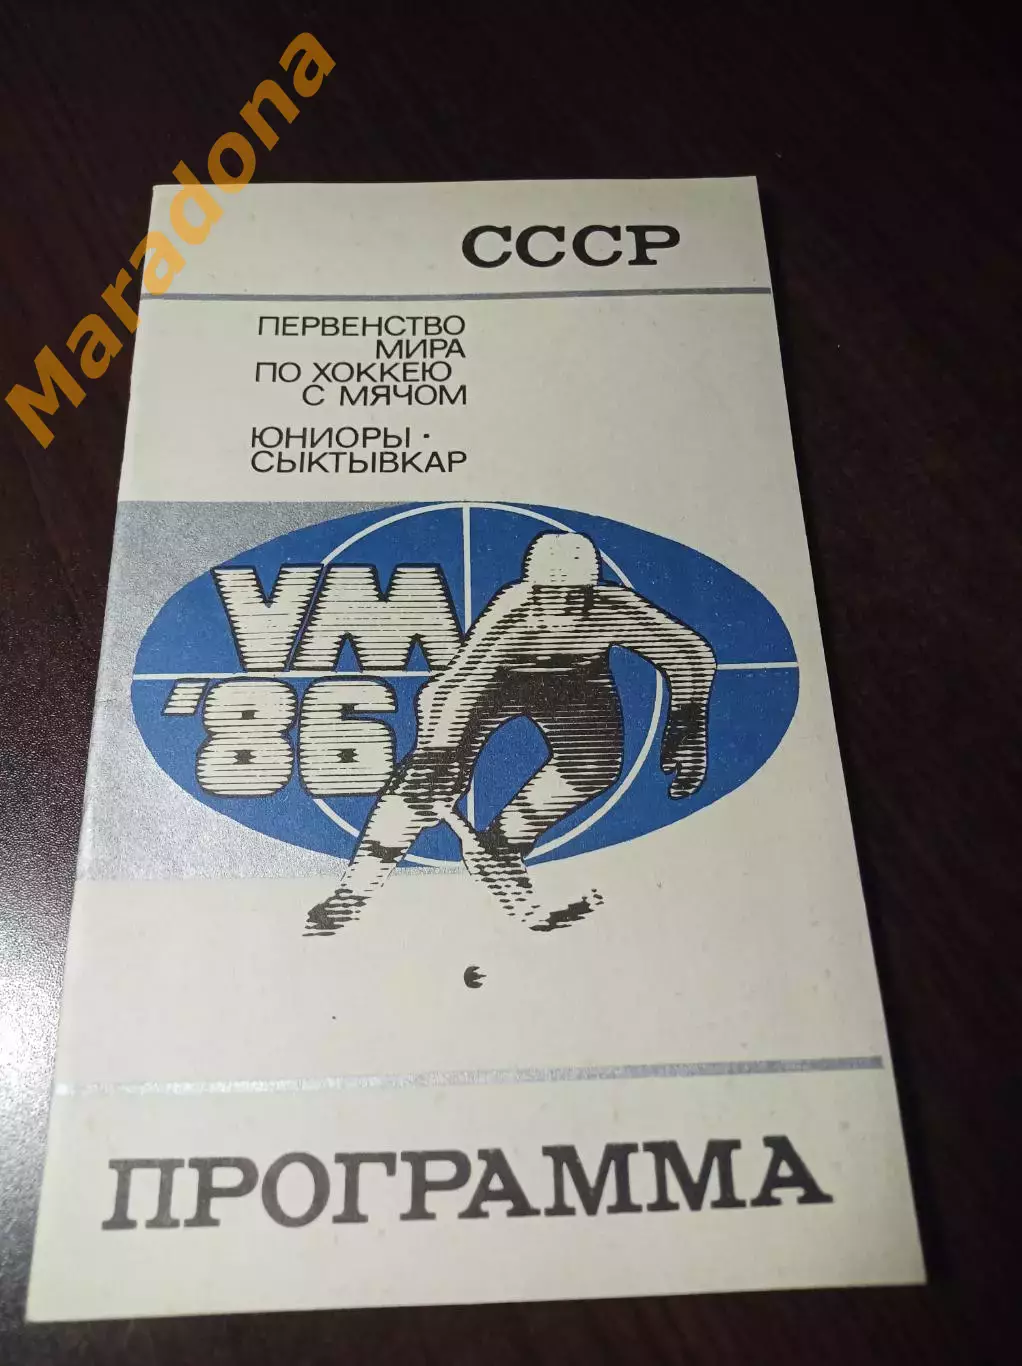 Maradona
СССР
ПЕРВЕНСТВО
МИРА
ПО ХОККЕЮ
С МЯЧОМ
ЮНИОРЫ ·
СЫКТЫВКАР
VM
'86
ПРОГРАММА